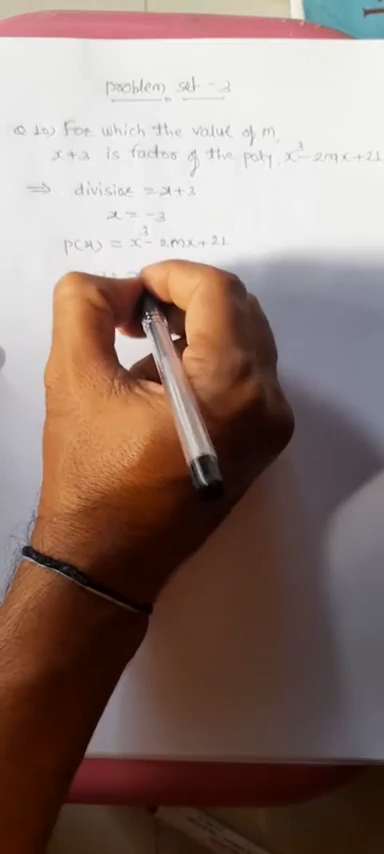 problem set - 3
Q 10) For which the value of m,
x+3 is factor of the poly. x³- 2mx+21
⇒ division = x+3
x = -3
p(x) = x³- 2mx+21